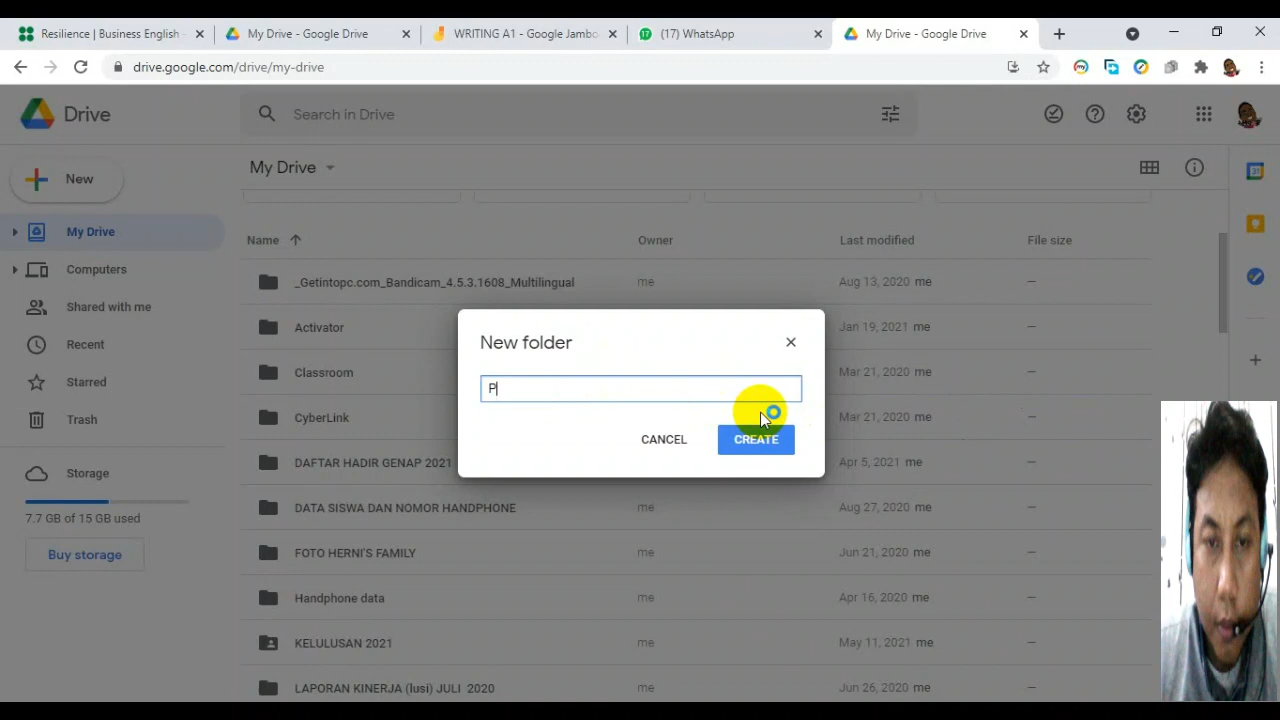 Resilience | Business English -
My Drive - Google Drive
WRITING A1 - Google Jambo
(17) WhatsApp
My Drive - Google Drive
drive.google.com/drive/my-drive
Drive
Search in Drive
New
My Drive
My Drive
Computers
Shared with me
Recent
Starred
Trash
Storage
7.7 GB of 15 GB used
Buy storage
Name Owner Last modified File size
_Getintopc.com_Bandicam_4.5.3.1608_Multilingual me Aug 13, 2020 me —
Activator Jan 19, 2021 me —
Classroom Mar 21, 2020 me —
CyberLink Mar 21, 2020 me —
DAFTAR HADIR GENAP 2021 Apr 5, 2021 me —
DATA SISWA DAN NOMOR HANDPHONE me Aug 27, 2020 me —
FOTO HERNI'S FAMILY me Jun 21, 2020 me —
Handphone data me Apr 16, 2020 me —
KELULUSAN 2021 me May 11, 2021 me —
LAPORAN KINERJA (lusi) JULI 2020 me Jun 26, 2020 me —
New folder
P
CANCEL
CREATE